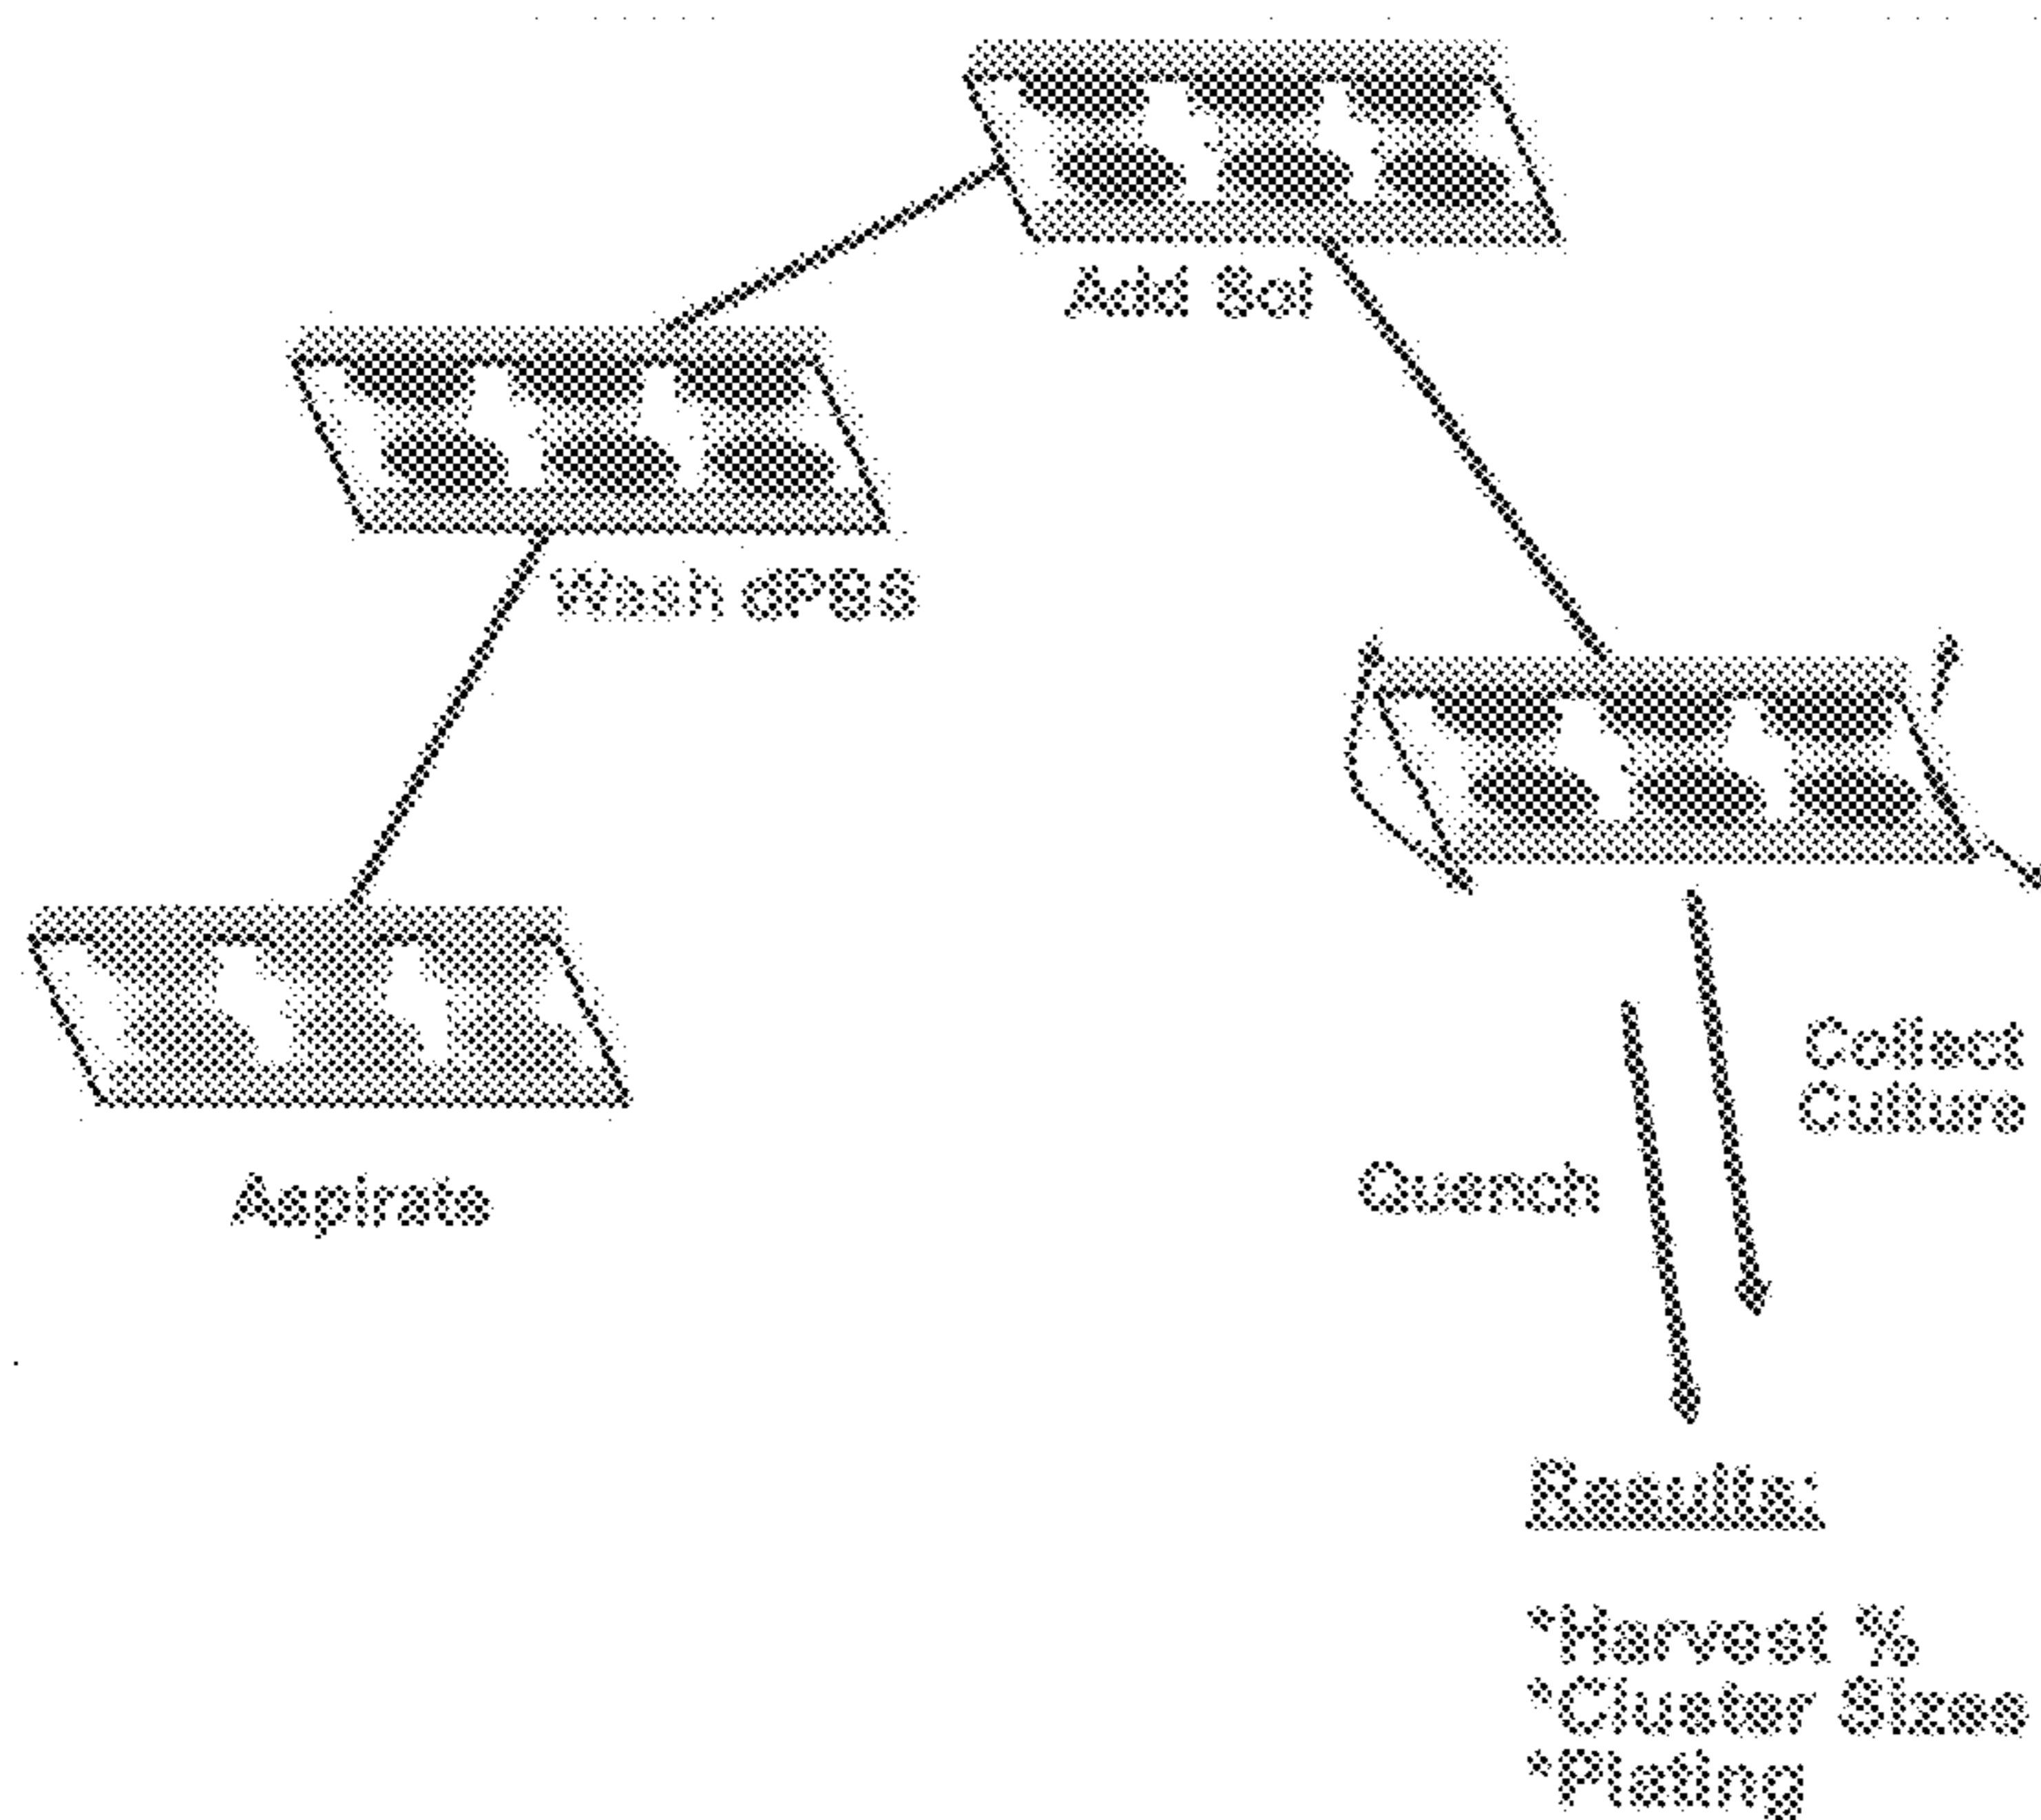 Add Sol
Wash dPBS
Collect
Culture
Quench
Aspirate
Results:
*Harvest %
*Cluster Sizes
*Plating